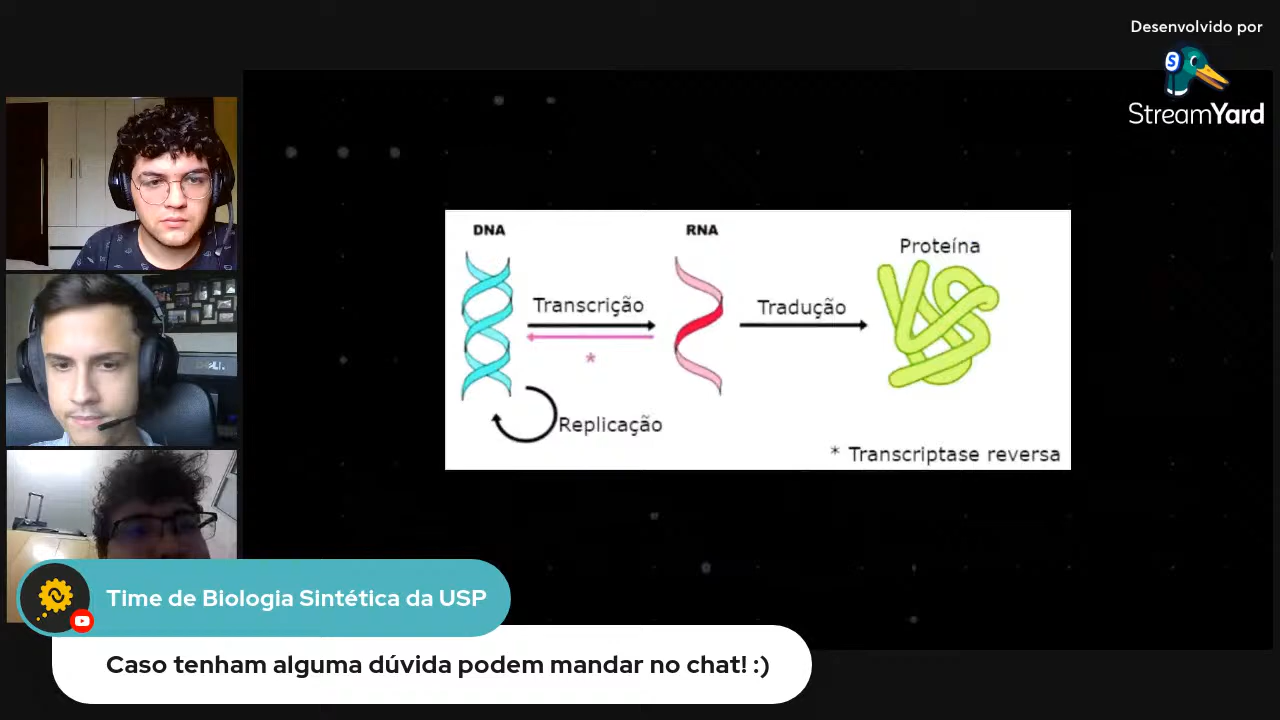 Desenvolvido por
StreamYard
DNA
RNA
Proteína
Transcrição
Tradução
*
Replicação
* Transcriptase reversa
Time de Biologia Sintética da USP
Caso tenham alguma dúvida podem mandar no chat! :)